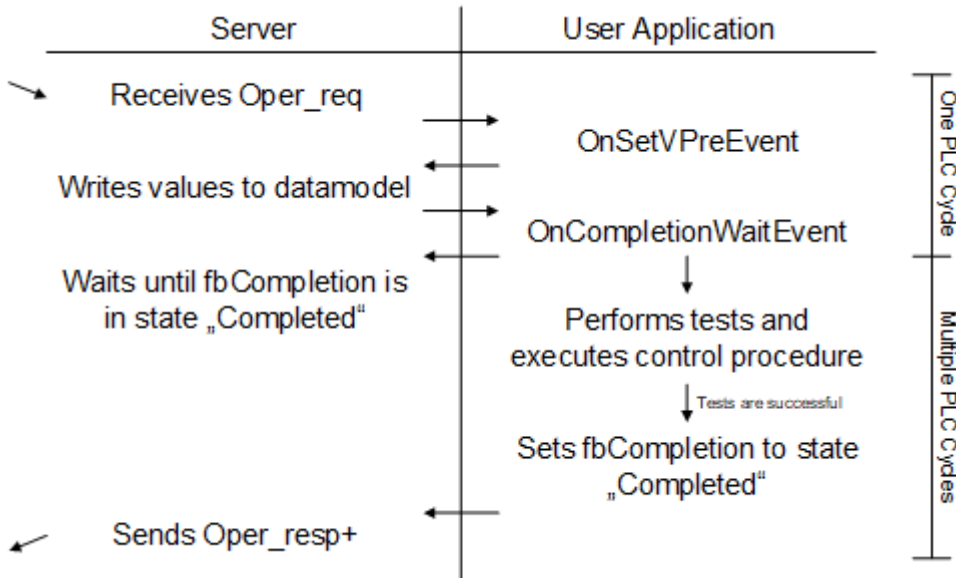 Server
User Application
Receives Oper_req
OnSetVPreEvent
Writes values to datamodel
OnCompletionWaitEvent
Waits until fbCompletion is
in state „Completed“
Performs tests and
executes control procedure
Tests are successful
Sets fbCompletion to state
„Completed“
Sends Oper_resp+
One PLC Cycle
Multiple PLC Cycles